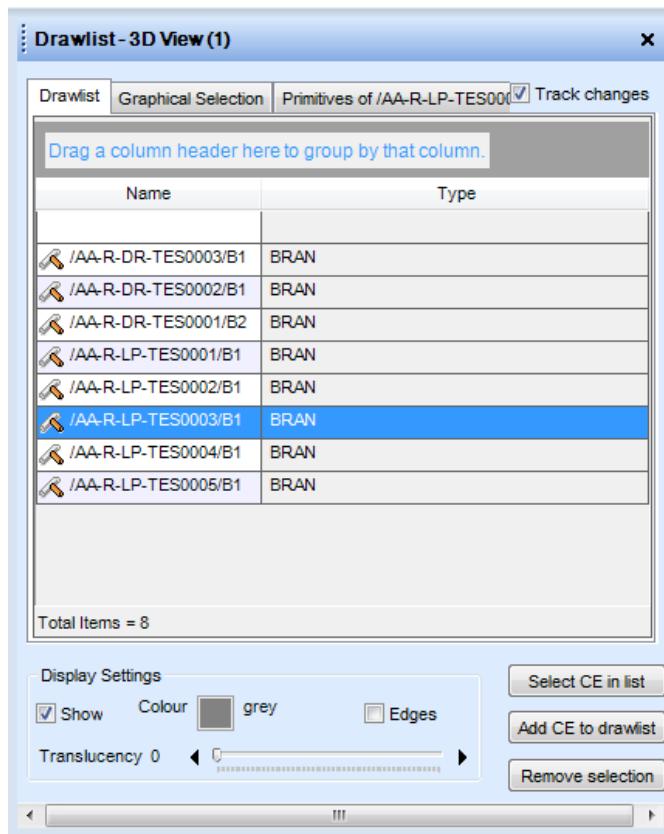 Drawlist - 3D View (1)
Drawlist Graphical Selection Primitives of /AA-R-LP-TES000 Track changes
Drag a column header here to group by that column.
Name Type
/AA-R-DR-TES0003/B1 BRAN
/AA-R-DR-TES0002/B1 BRAN
/AA-R-DR-TES0001/B2 BRAN
/AA-R-LP-TES0001/B1 BRAN
/AA-R-LP-TES0002/B1 BRAN
/AA-R-LP-TES0003/B1 BRAN
/AA-R-LP-TES0004/B1 BRAN
/AA-R-LP-TES0005/B1 BRAN
Total Items = 8
Display Settings
Show Colour grey Edges
Translucency 0
Select CE in list
Add CE to drawlist
Remove selection